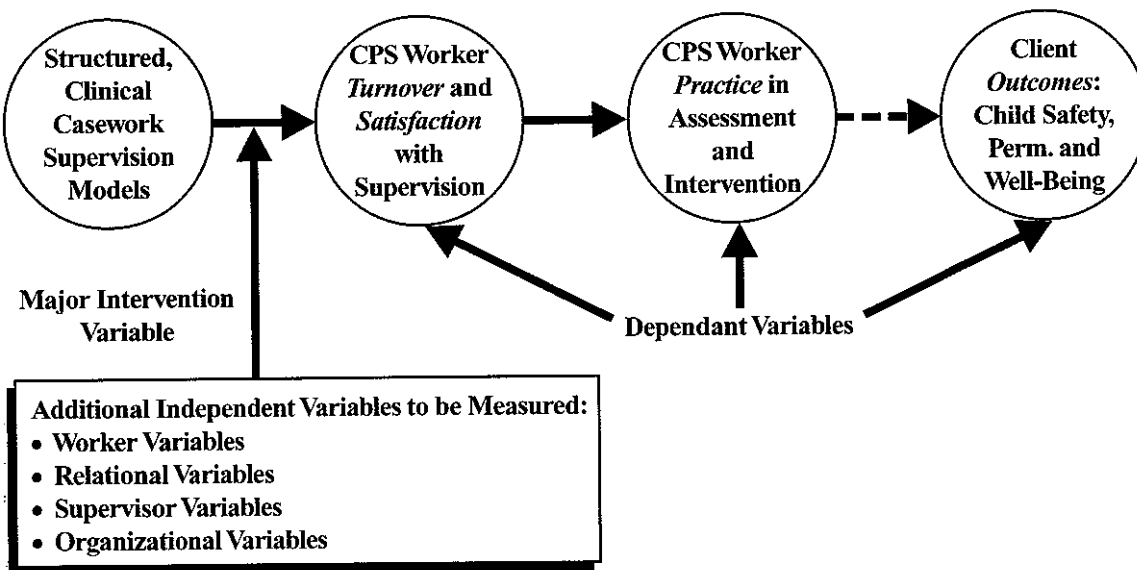 Structured,
Clinical
Casework
Supervision
Models
CPS Worker
Turnover and
Satisfaction
with
Supervision
CPS Worker
Practice in
Assessment
and
Intervention
Client
Outcomes:
Child Safety,
Perm. and
Well-Being
Major Intervention
Variable
Dependant Variables
Additional Independent Variables to be Measured:
• Worker Variables
• Relational Variables
• Supervisor Variables
• Organizational Variables